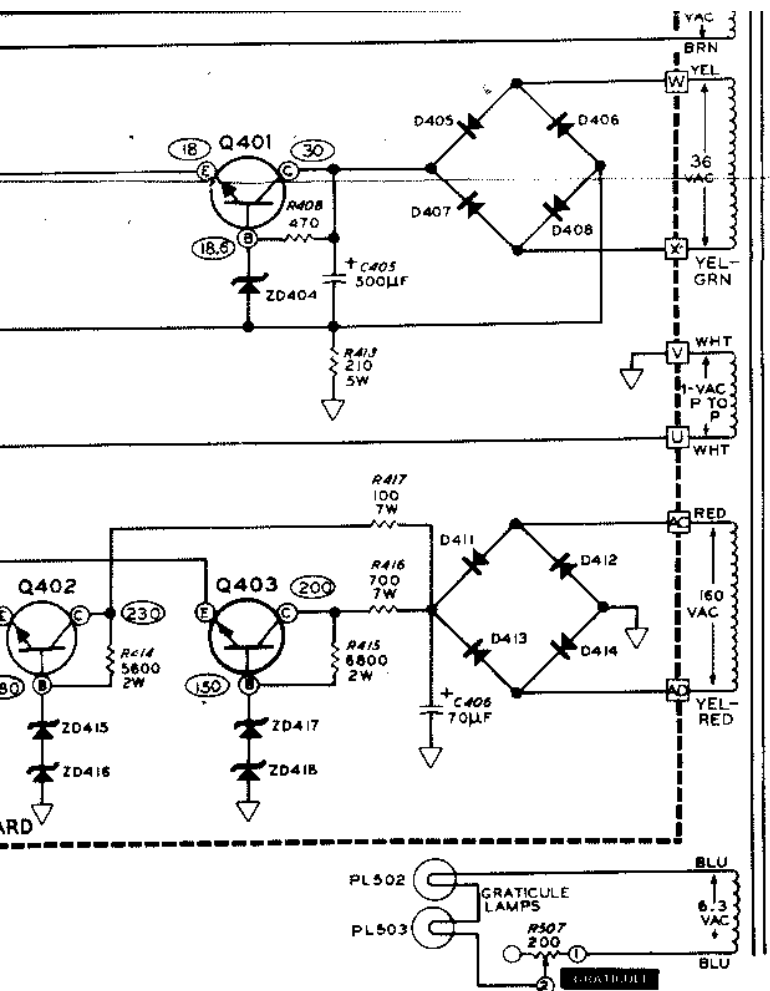 VAC
BRN
W
YEL
D405
D406
18
Q401
30
E
C
36
VAC
R408
470
D407
D408
18.6
B
X
YEL-
GRN
+
C405
500µF
ZD404
V
WHT
R413
210
5W
1-VAC
P TO
P
U
WHT
R417
100
7W
AC
RED
D411
D412
R416
700
7W
Q402
Q403
200
E
C
230
E
C
160
VAC
R414
5600
2W
R415
6800
2W
D413
D414
80
B
150
B
AD
YEL-
RED
+
C406
70µF
ZD415
ZD417
ZD416
ZD418
ARD
BLU
PL502
GRATICULE
LAMPS
6.3
VAC
PL503
R507
200
1
BLU
2
GRATICULE